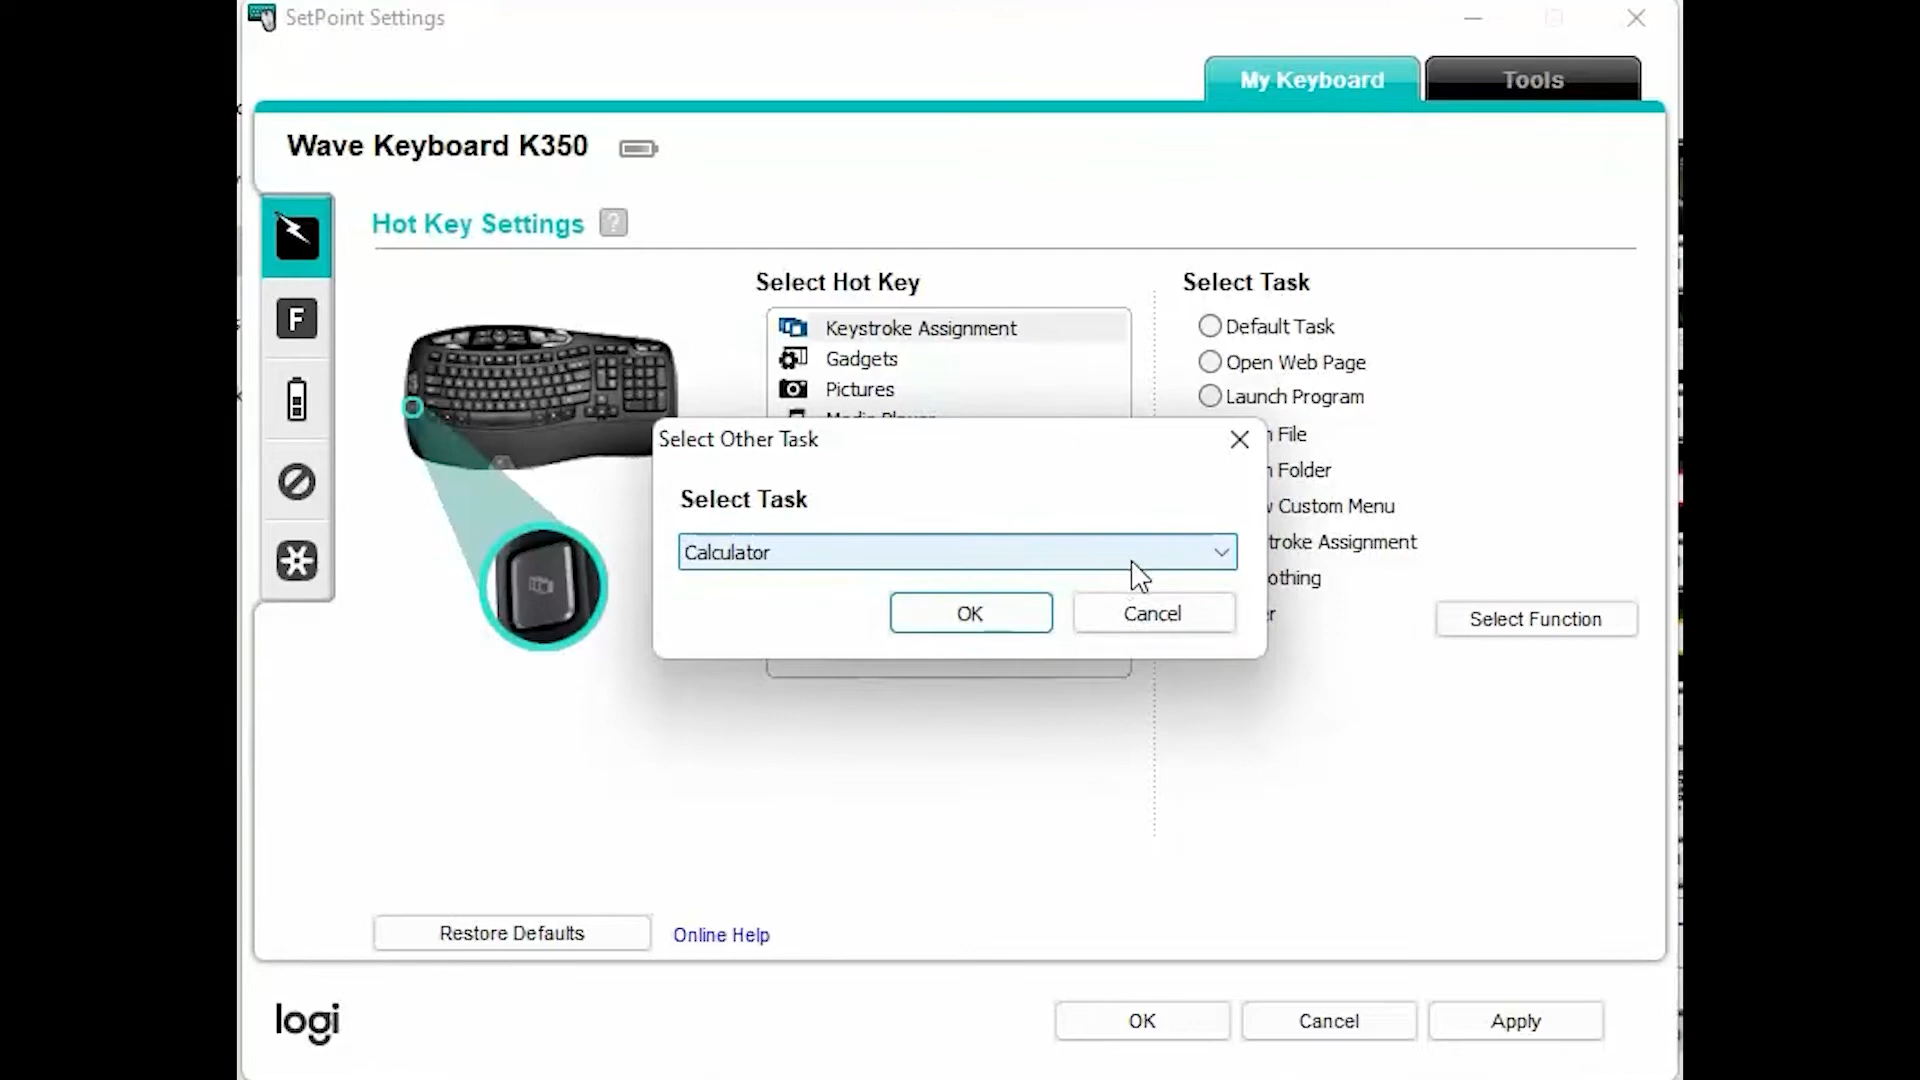 SetPoint Settings
My Keyboard
Tools
Wave Keyboard K350
F
Hot Key Settings ?
Select Hot Key
Keystroke Assignment
Gadgets
Pictures
Select Task
Default Task
Open Web Page
Launch Program
File
Folder
Custom Menu
Assignment
Select Function
Select Other Task
Select Task
Calculator
OK
Cancel
Restore Defaults
Online Help
logi
OK
Cancel
Apply